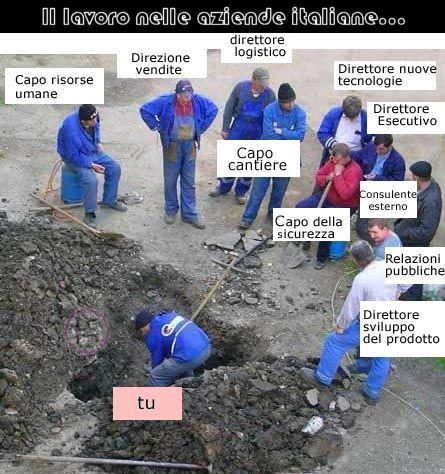 Il lavoro nelle aziende italiane...
Capo risorse
umane
Direzione
vendite
direttore
logistico
Direttore nuove
tecnologie
Direttore
Esecutivo
Capo
cantiere
Consulente
esterno
Capo della
sicurezza
Relazioni
pubbliche
Direttore
sviluppo
del prodotto
tu